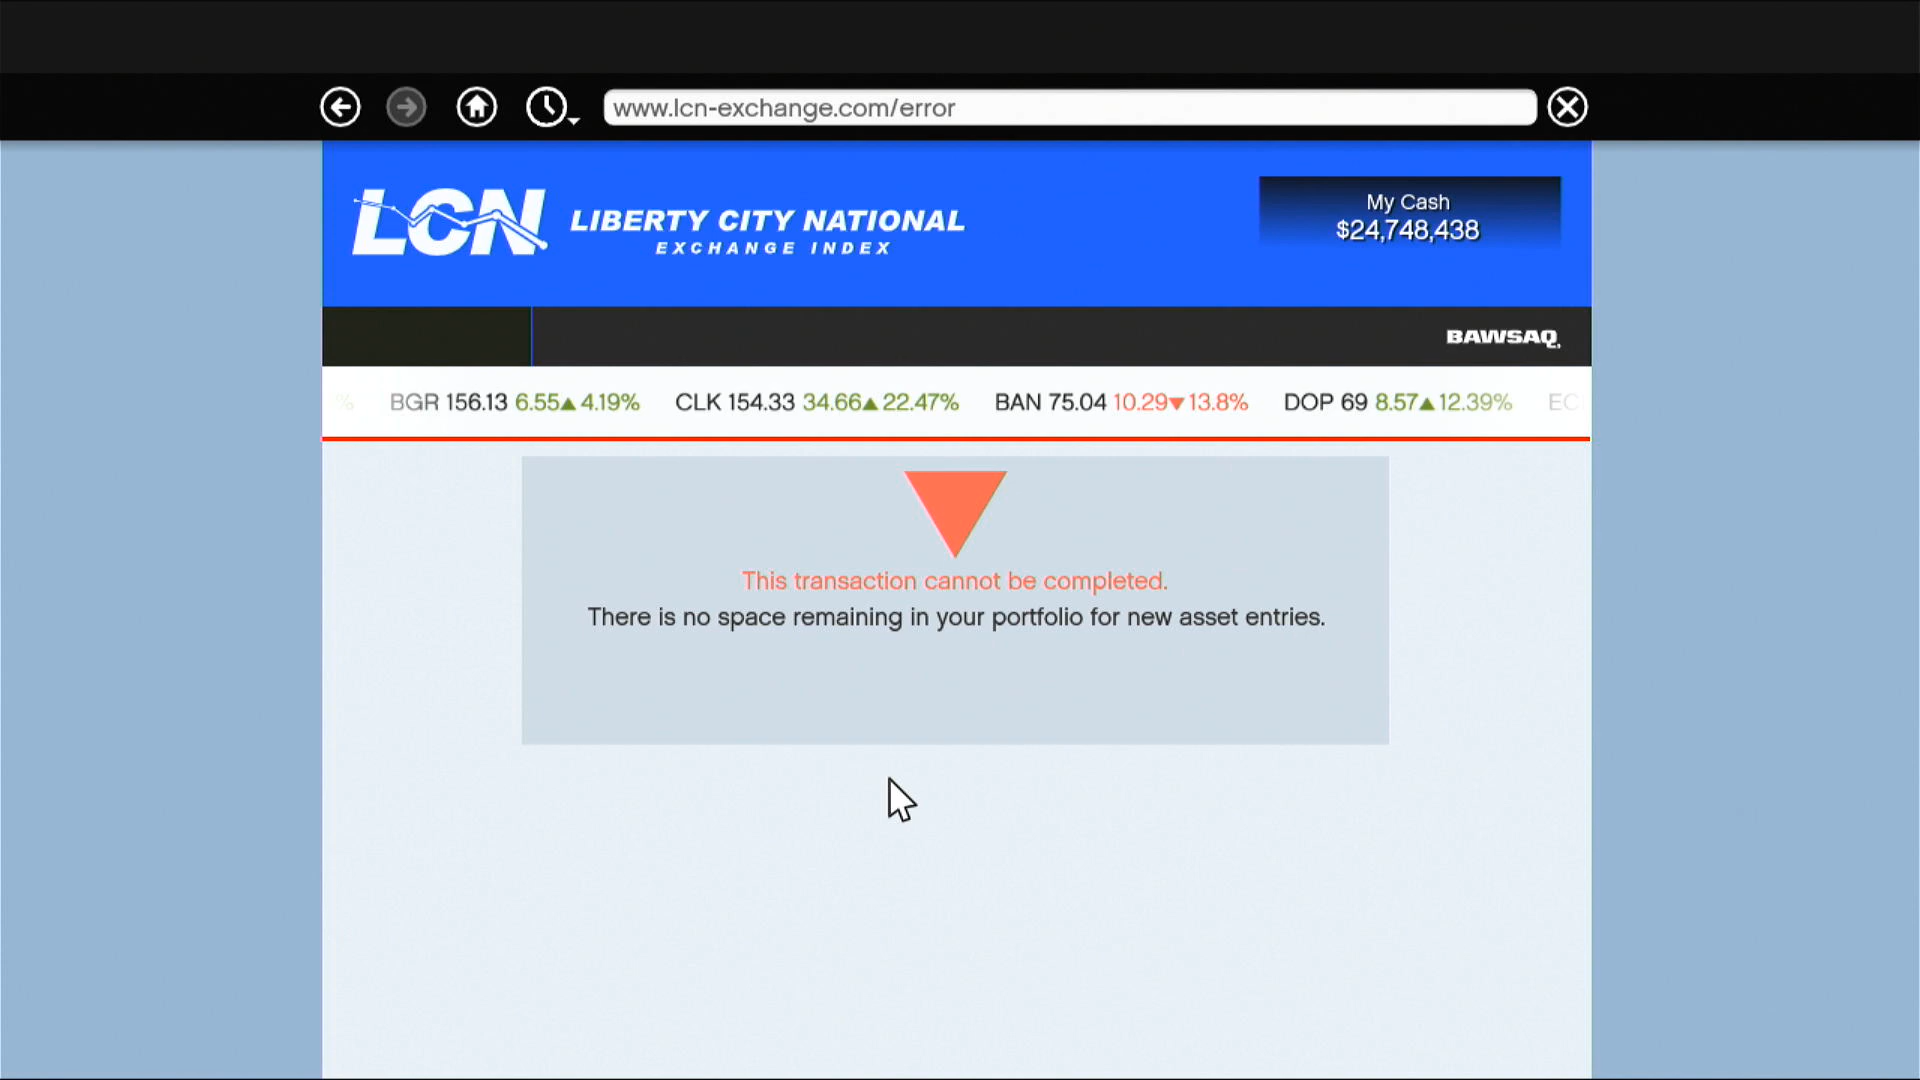 www.lcn-exchange.com/error
LCN LIBERTY CITY NATIONAL
EXCHANGE INDEX
My Cash
$24,748,438
BAWSAQ
% BGR 156.13 6.55▲4.19% CLK 154.33 34.66▲22.47% BAN 75.04 10.29▼13.8% DOP 69 8.57▲12.39% EC
This transaction cannot be completed.
There is no space remaining in your portfolio for new asset entries.